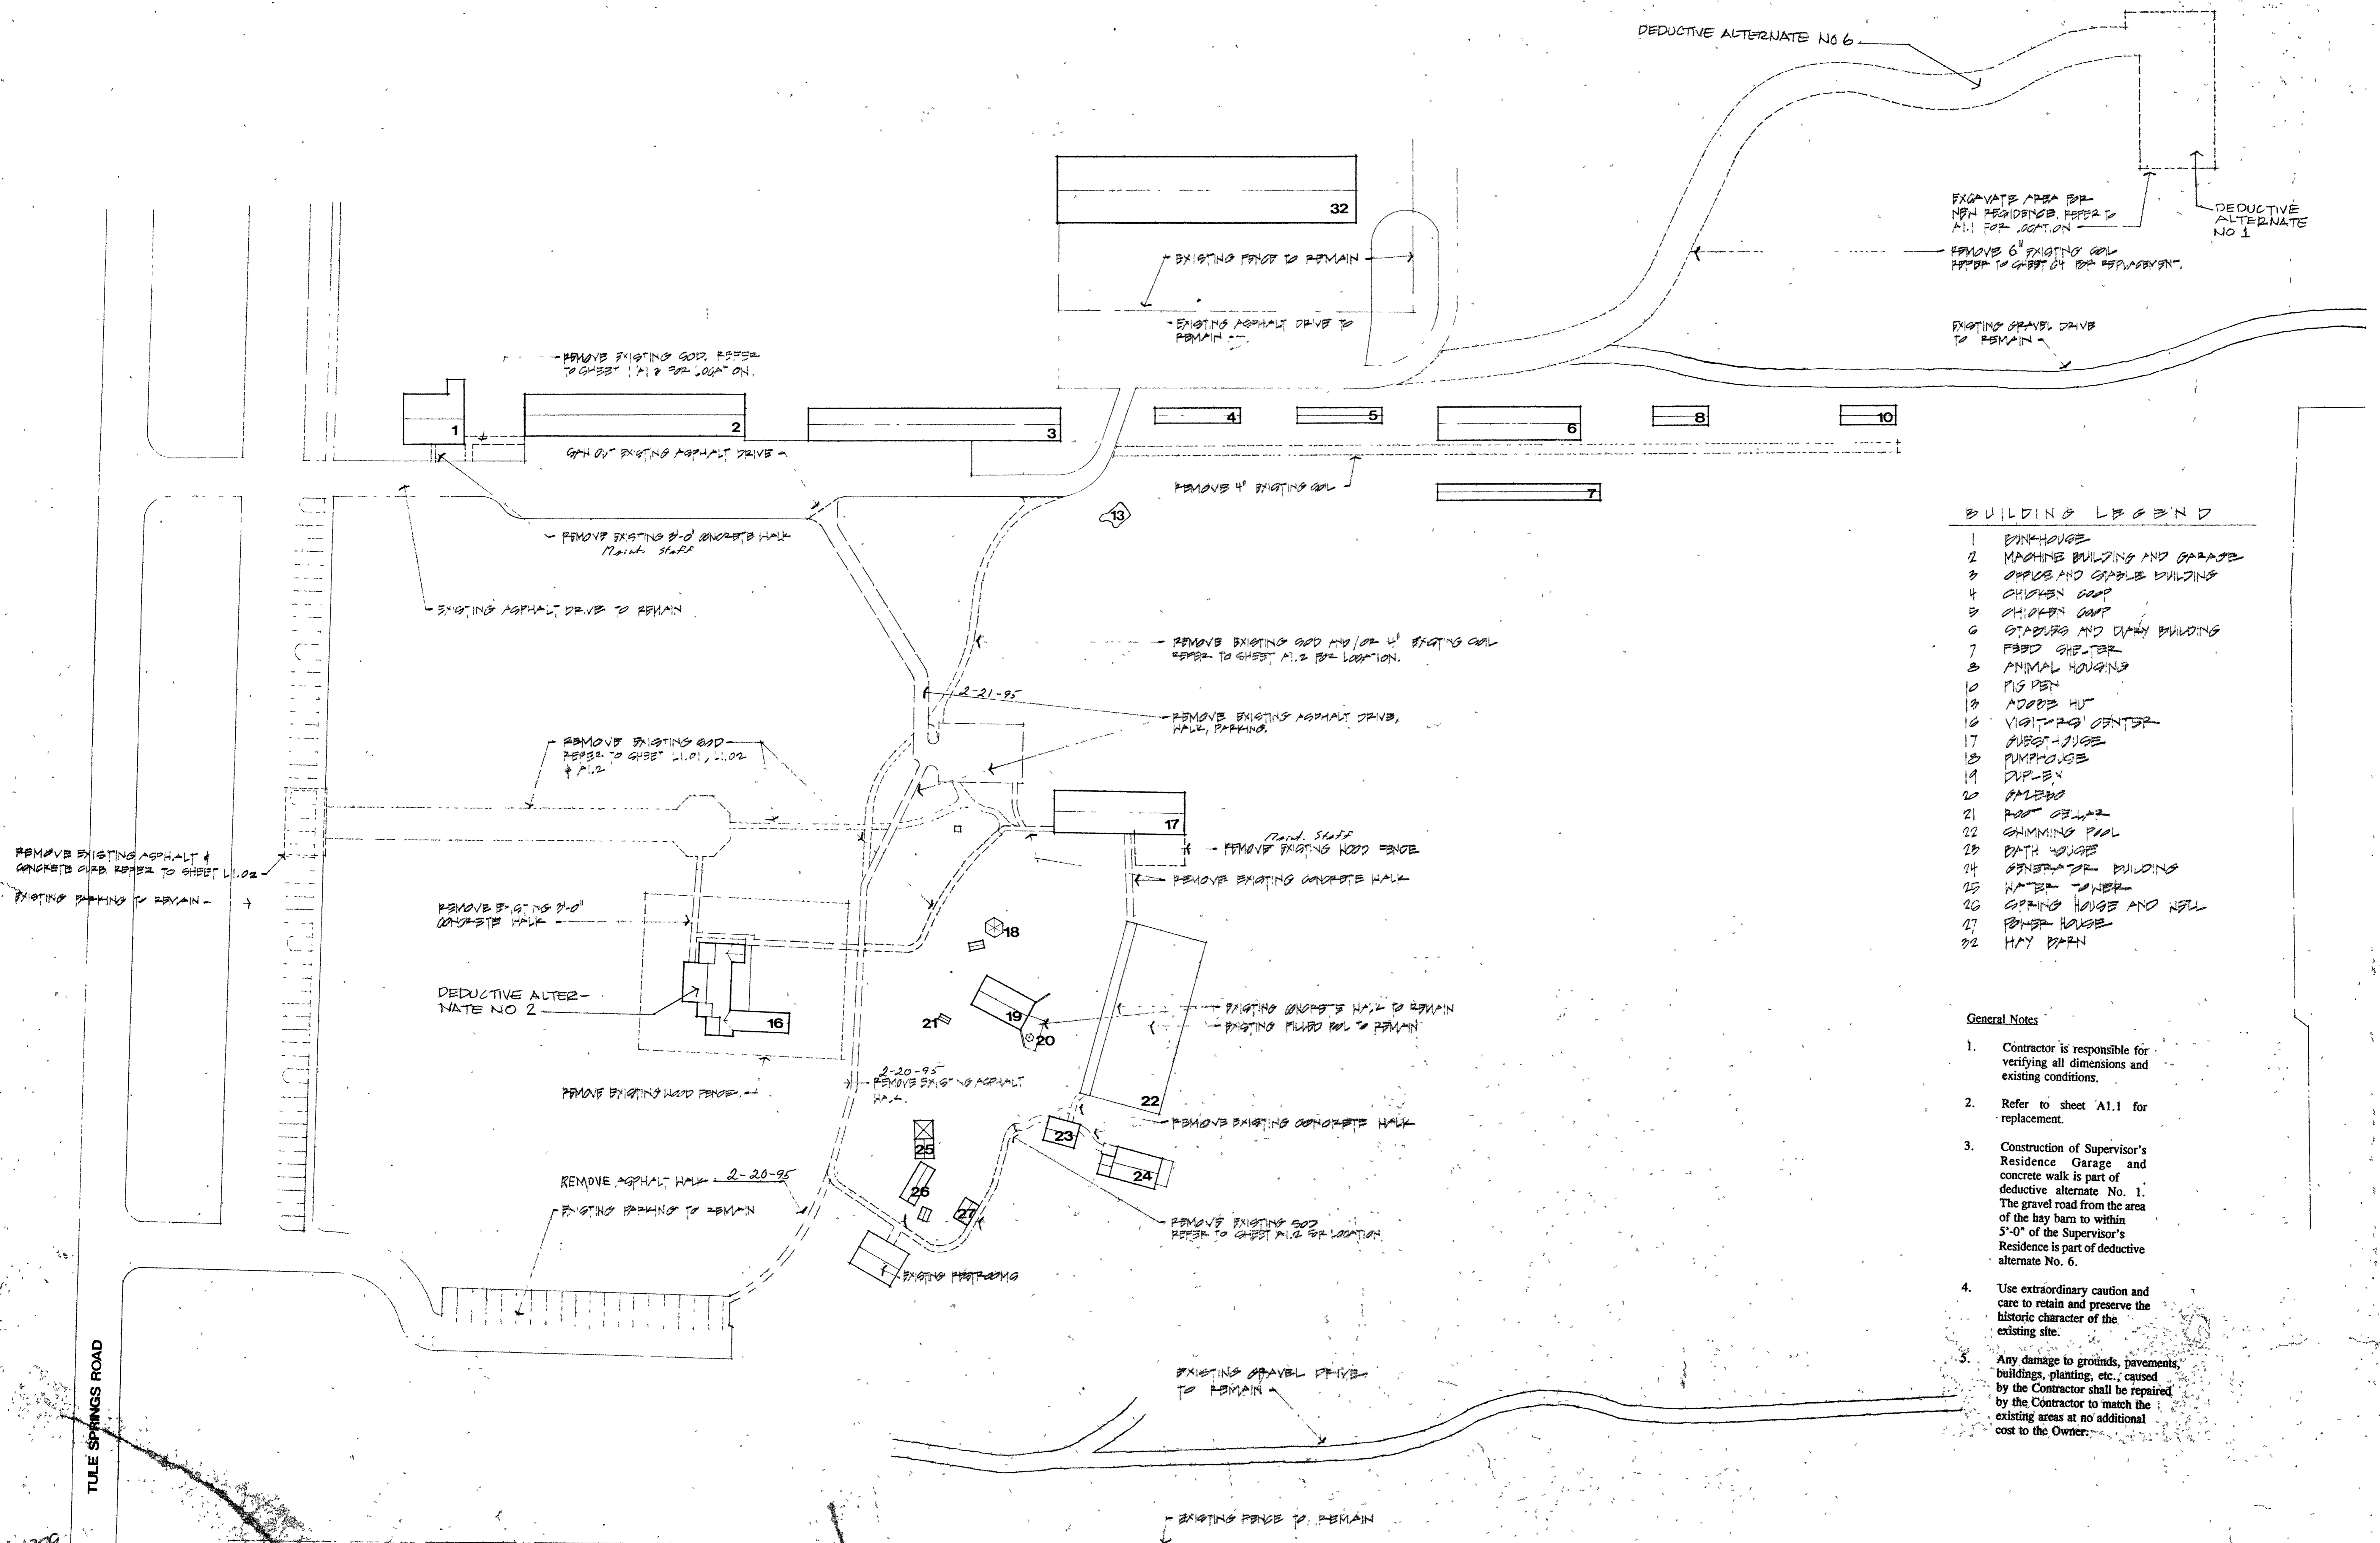 DEDUCTIVE ALTERNATE NO 6
EXCAVATE AREA FOR
NEW RESIDENCE. REFER TO
A1.1 FOR LOCATION
DEDUCTIVE
ALTERNATE
NO 1
REMOVE 6" EXISTING SOIL
REFER TO SHEET C4 FOR REPLACEMENT.
EXISTING GRAVEL DRIVE
TO REMAIN
32
EXISTING FENCE TO REMAIN
EXISTING ASPHALT DRIVE TO
REMAIN
REMOVE EXISTING SOD. REFER
TO SHEET FOR LOCATION.
1
2
3
4
5
6
8
10
EXISTING ASPHALT DRIVE
REMOVE 4" EXISTING SOIL
7
13
REMOVE EXISTING 3'-0" CONCRETE WALK
Maint. Staff
EXISTING ASPHALT DRIVE TO REMAIN
REMOVE EXISTING SOD AND/OR 4" EXISTING SOIL
REFER TO SHEET A1.2 FOR LOCATION.
2-21-95
REMOVE EXISTING ASPHALT DRIVE,
WALK, PARKING.
REMOVE EXISTING SOD
REFER TO SHEET L1.01, L1.02
& A1.2
17
Maint. Staff
REMOVE EXISTING WOOD FENCE
REMOVE EXISTING CONCRETE WALK
REMOVE EXISTING ASPHALT &
CONCRETE CURB. REFER TO SHEET L1.02
EXISTING PARKING TO REMAIN
REMOVE EXISTING 3'-0"
CONCRETE WALK
18
DEDUCTIVE ALTER-
NATE NO 2
16
19
20
21
EXISTING CONCRETE WALK TO REMAIN
EXISTING FILLED POOL TO REMAIN
2-20-95
REMOVE EXISTING ASPHALT
WALK.
REMOVE EXISTING WOOD FENCE.
22
REMOVE EXISTING CONCRETE WALK
23
24
25
26
27
REMOVE ASPHALT WALK 2-20-95
EXISTING PARKING TO REMAIN
REMOVE EXISTING SOD
REFER TO SHEET A1.2 FOR LOCATION
EXISTING RESTROOMS
EXISTING GRAVEL DRIVE
TO REMAIN
EXISTING FENCE TO REMAIN
TULE SPRINGS ROAD
BUILDING LEGEND
1 BUNKHOUSE
2 MACHINE BUILDING AND GARAGE
3 OFFICE AND STABLE BUILDING
4 CHICKEN COOP
5 CHICKEN COOP
6 STABLES AND DIARY BUILDING
7 FEED SHELTER
8 ANIMAL HOUSING
10 PIG PEN
13 ADOBE HUT
16 VISITORS' CENTER
17 GUESTHOUSE
18 PUMPHOUSE
19 DUPLEX
20 GAZEBO
21 ROOT CELLAR
22 SWIMMING POOL
23 BATH HOUSE
24 GENERATOR BUILDING
25 WATER TOWER
26 SPRING HOUSE AND WELL
27 POWER HOUSE
32 HAY BARN
General Notes
1. Contractor is responsible for
verifying all dimensions and
existing conditions.
2. Refer to sheet A1.1 for
replacement.
3. Construction of Supervisor's
Residence Garage and
concrete walk is part of
deductive alternate No. 1.
The gravel road from the area
of the hay barn to within
5'-0" of the Supervisor's
Residence is part of deductive
alternate No. 6.
4. Use extraordinary caution and
care to retain and preserve the
historic character of the
existing site.
5. Any damage to grounds, pavements,
buildings, planting, etc., caused
by the Contractor shall be repaired
by the Contractor to match the
existing areas at no additional
cost to the Owner.